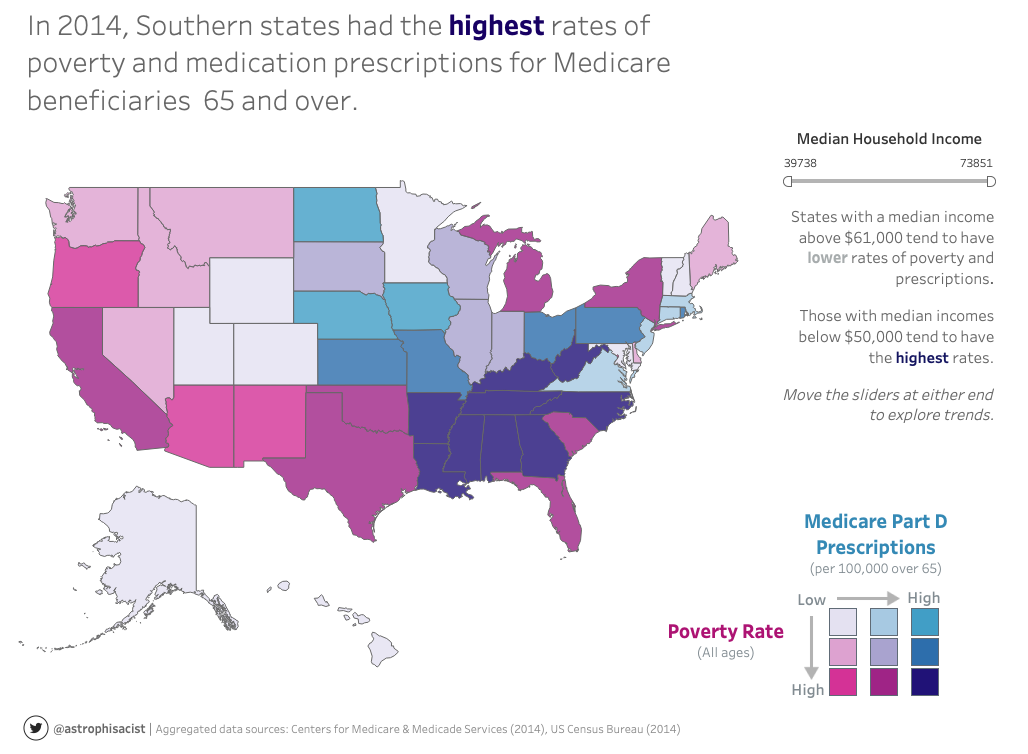 In 2014, Southern states had the highest rates of
poverty and medication prescriptions for Medicare
beneficiaries 65 and over.
Median Household Income
39738 73851
States with a median income
above $61,000 tend to have
lower rates of poverty and
prescriptions.
Those with median incomes
below $50,000 tend to have
the highest rates.
Move the sliders at either end
to explore trends.
Medicare Part D
Prescriptions
(per 100,000 over 65)
Low High
Poverty Rate
(All ages)
High
@astrophisacist | Aggregated data sources: Centers for Medicare & Medicade Services (2014), US Census Bureau (2014)